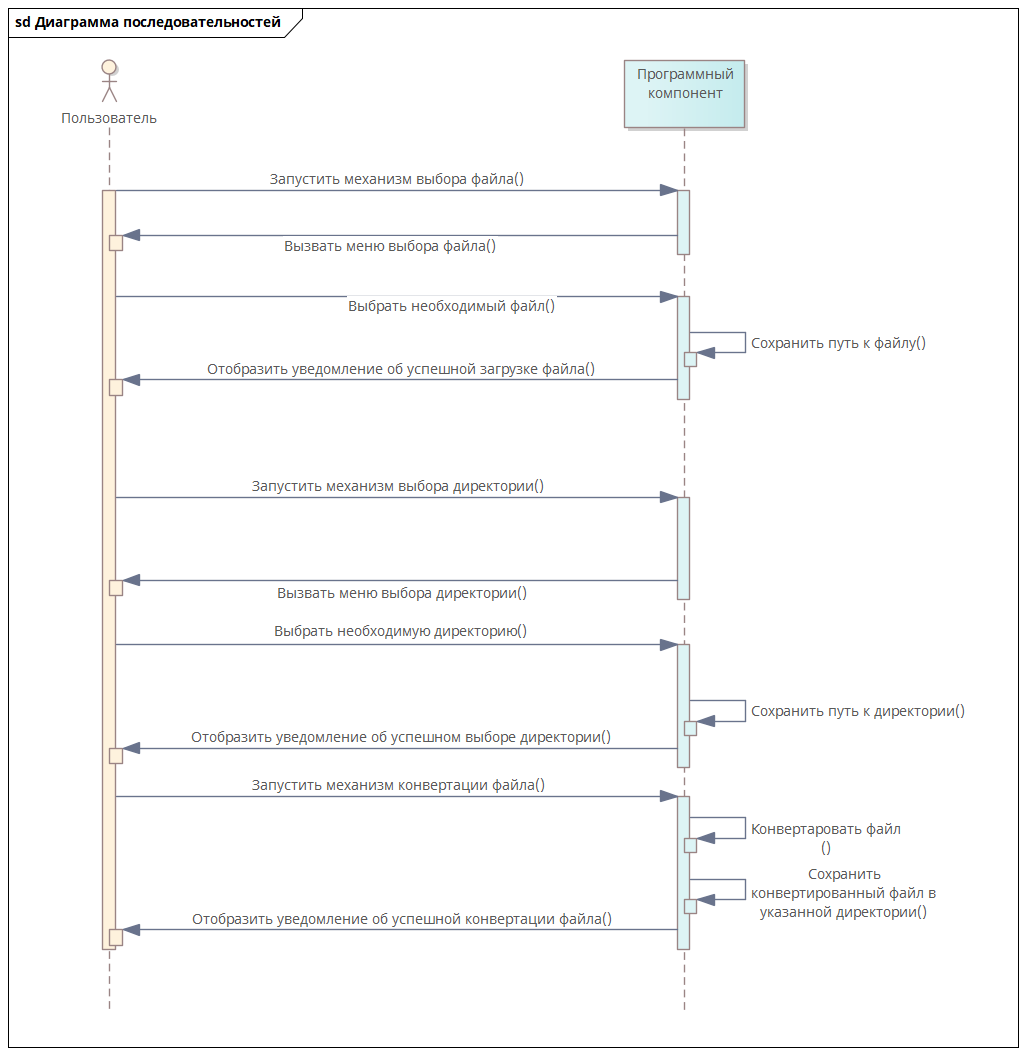 sd Диаграмма последовательностей
Пользователь
Программный
компонент
Запустить механизм выбора файла()
Вызвать меню выбора файла()
Выбрать необходимый файл()
Сохранить путь к файлу()
Отобразить уведомление об успешной загрузке файла()
Запустить механизм выбора директории()
Вызвать меню выбора директории()
Выбрать необходимую директорию()
Сохранить путь к директории()
Отобразить уведомление об успешном выборе директории()
Запустить механизм конвертации файла()
Конвертаровать файл
()
Сохранить
конвертированный файл в
указанной директории()
Отобразить уведомление об успешной конвертации файла()